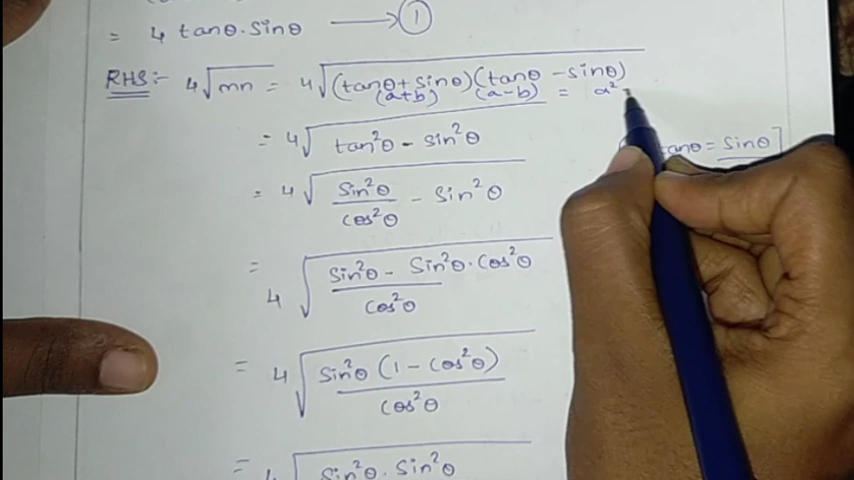 = 4 tanθ·Sinθ ⟶ ①
RHS:- 4√mn = 4√(tanθ+Sinθ)(tanθ-Sinθ)
(a+b) (a-b) = a²
= 4√tan²θ - Sin²θ
tanθ = Sinθ]
= 4√Sin²θ/Cos²θ - Sin²θ
= 4√Sin²θ - Sin²θ·Cos²θ/Cos²θ
= 4√Sin²θ(1-Cos²θ)/Cos²θ
= 4√Sin²θ·Sin²θ